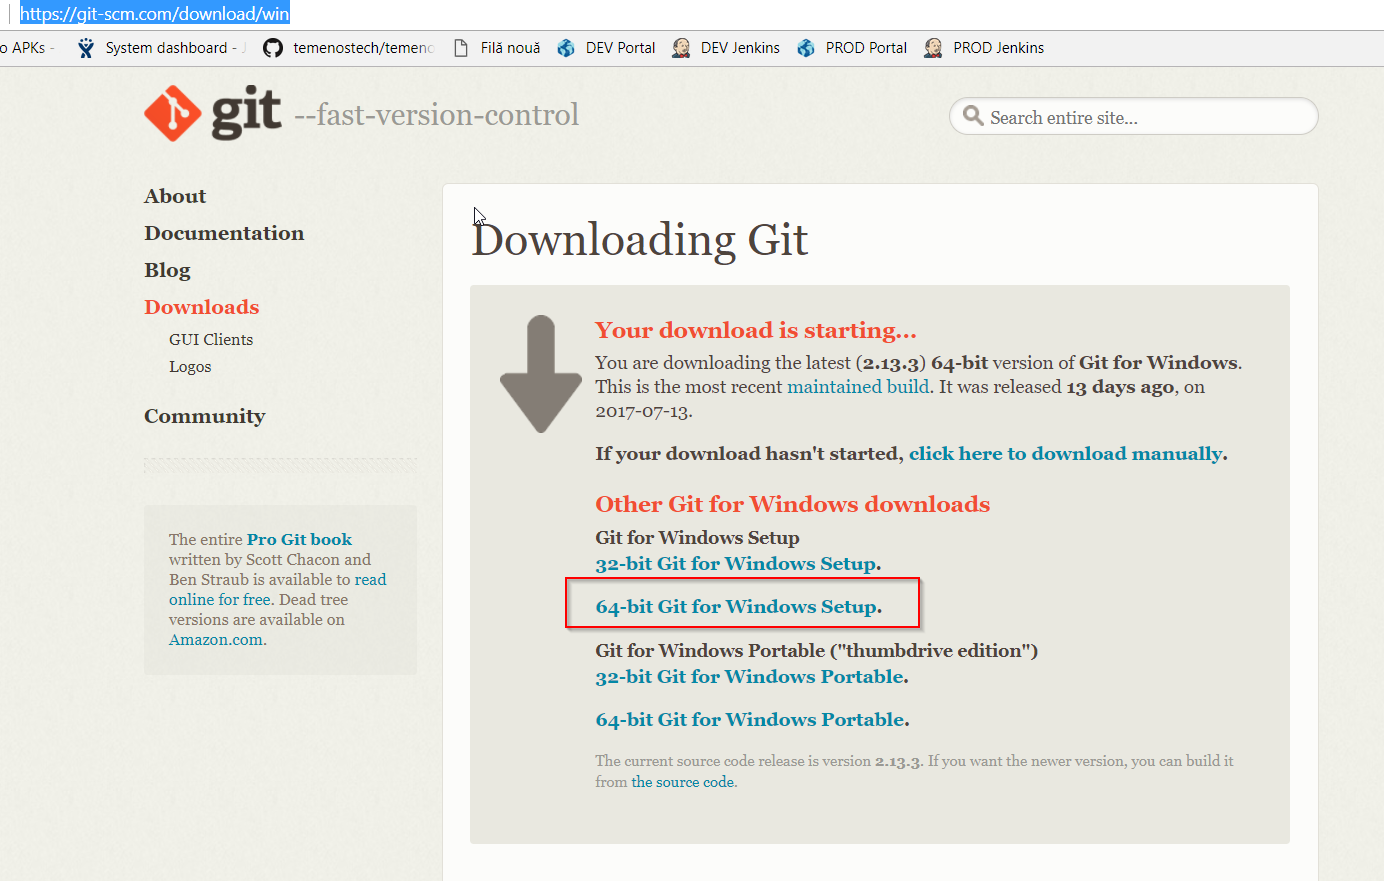 https://git-scm.com/download/win
o APKs - System dashboard - J temenostech/temeno Filă nouă DEV Portal DEV Jenkins PROD Portal PROD Jenkins
git --fast-version-control
Search entire site...
About
Documentation
Blog
Downloads
GUI Clients
Logos
Community
The entire Pro Git book
written by Scott Chacon and
Ben Straub is available to read
online for free. Dead tree
versions are available on
Amazon.com.
Downloading Git
Your download is starting...
You are downloading the latest (2.13.3) 64-bit version of Git for Windows.
This is the most recent maintained build. It was released 13 days ago, on
2017-07-13.
If your download hasn't started, click here to download manually.
Other Git for Windows downloads
Git for Windows Setup
32-bit Git for Windows Setup.
64-bit Git for Windows Setup.
Git for Windows Portable ("thumbdrive edition")
32-bit Git for Windows Portable.
64-bit Git for Windows Portable.
The current source code release is version 2.13.3. If you want the newer version, you can build it
from the source code.